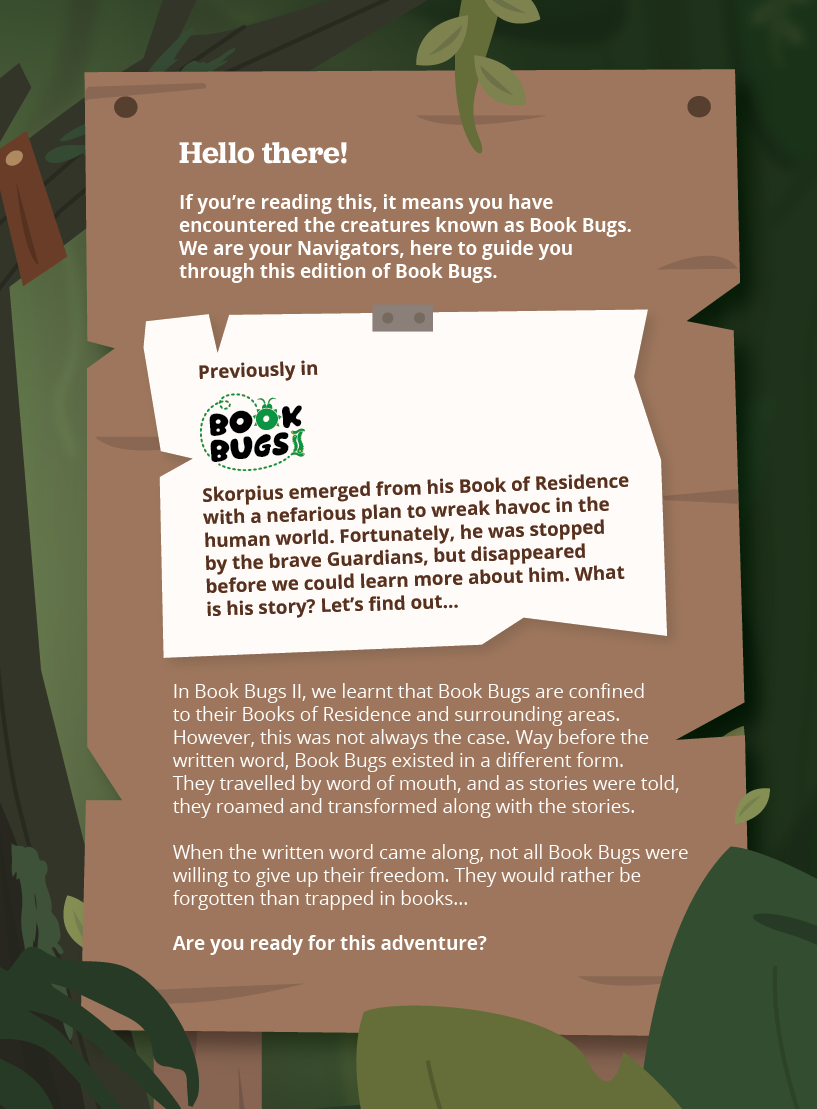 Hello there!
If you’re reading this, it means you have
encountered the creatures known as Book Bugs.
We are your Navigators, here to guide you
through this edition of Book Bugs.
Previously in
BOOK
BUGS II
Skorpius emerged from his Book of Residence
with a nefarious plan to wreak havoc in the
human world. Fortunately, he was stopped
by the brave Guardians, but disappeared
before we could learn more about him. What
is his story? Let’s find out...
In Book Bugs II, we learnt that Book Bugs are confined
to their Books of Residence and surrounding areas.
However, this was not always the case. Way before the
written word, Book Bugs existed in a different form.
They travelled by word of mouth, and as stories were told,
they roamed and transformed along with the stories.
When the written word came along, not all Book Bugs were
willing to give up their freedom. They would rather be
forgotten than trapped in books...
Are you ready for this adventure?